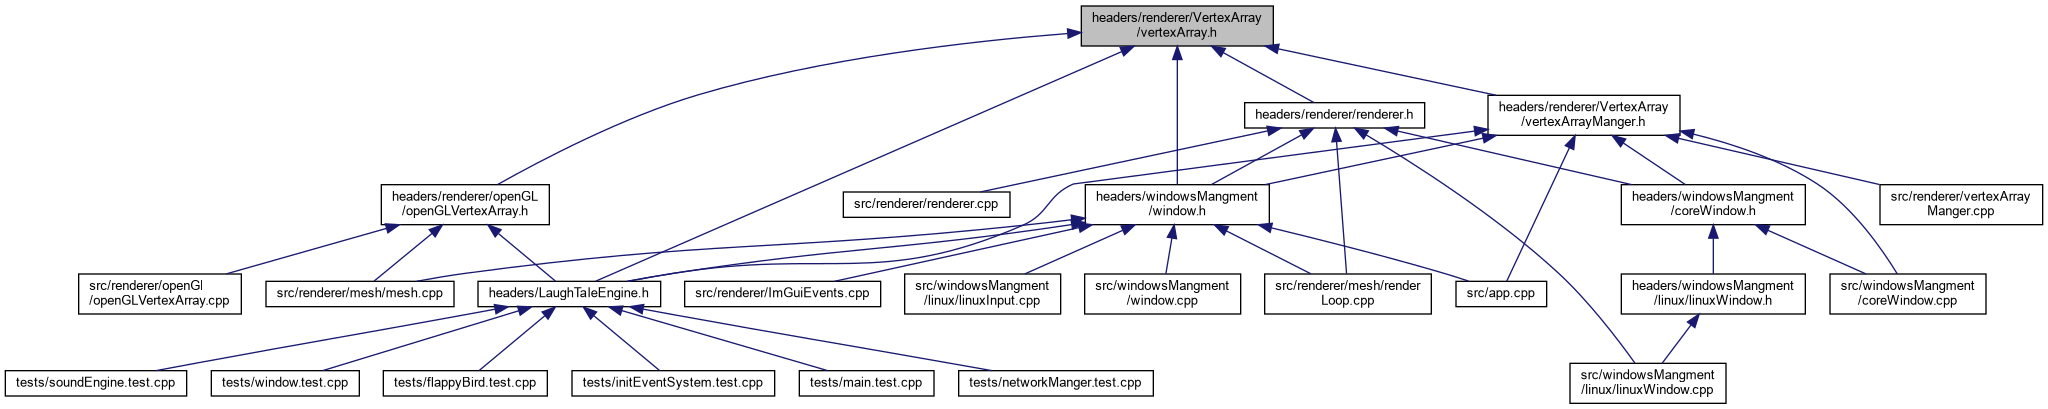 headers/renderer/VertexArray
/vertexArray.h
headers/renderer/renderer.h
headers/renderer/VertexArray
/vertexArrayManger.h
headers/renderer/openGL
/openGLVertexArray.h
src/renderer/renderer.cpp
headers/windowsMangment
/window.h
headers/windowsMangment
/coreWindow.h
src/renderer/vertexArray
Manger.cpp
src/renderer/openGl
/openGLVertexArray.cpp
src/renderer/mesh/mesh.cpp
headers/LaughTaleEngine.h
src/renderer/ImGuiEvents.cpp
src/windowsMangment
/linux/linuxInput.cpp
src/windowsMangment
/window.cpp
src/renderer/mesh/render
Loop.cpp
src/app.cpp
headers/windowsMangment
/linux/linuxWindow.h
src/windowsMangment
/coreWindow.cpp
tests/soundEngine.test.cpp
tests/window.test.cpp
tests/flappyBird.test.cpp
tests/initEventSystem.test.cpp
tests/main.test.cpp
tests/networkManger.test.cpp
src/windowsMangment
/linux/linuxWindow.cpp